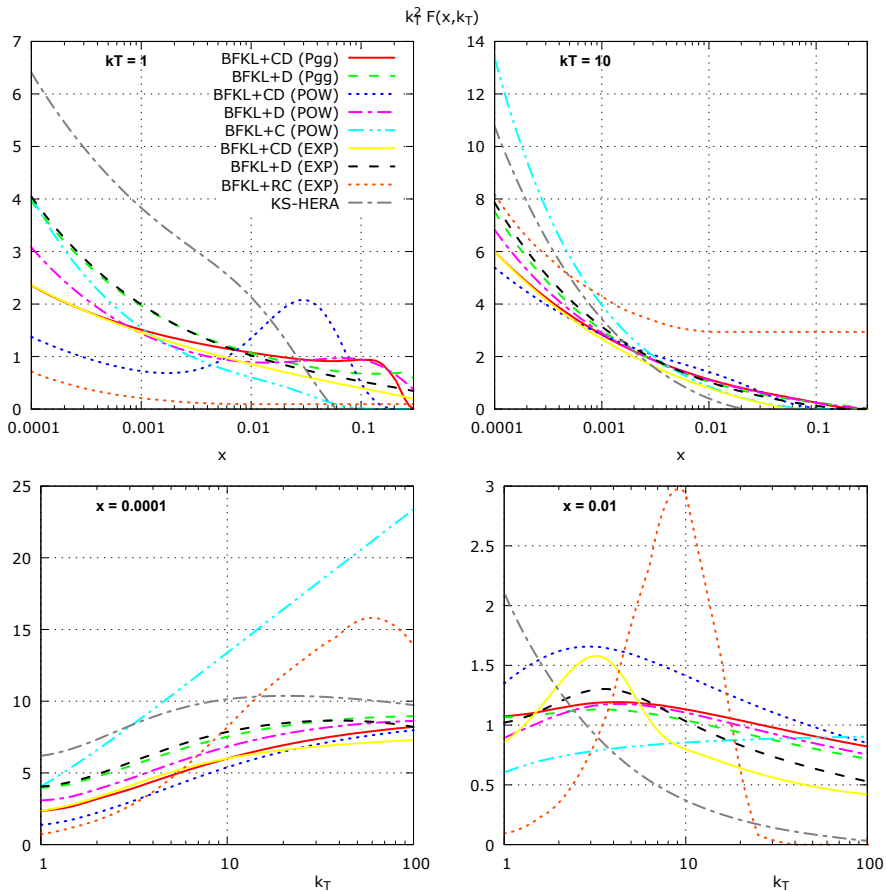 k_T^2 F(x,k_T)
7
6
5
4
3
2
1
0
kT = 1
BFKL+CD (Pgg)
BFKL+D (Pgg)
BFKL+CD (POW)
BFKL+D (POW)
BFKL+C (POW)
BFKL+CD (EXP)
BFKL+D (EXP)
BFKL+RC (EXP)
KS-HERA
0.0001 0.001 0.01 0.1
x
14
12
10
8
6
4
2
0
kT = 10
0.0001 0.001 0.01 0.1
x
25
20
15
10
5
0
x = 0.0001
1 10 100
k_T
3
2.5
2
1.5
1
0.5
0
x = 0.01
1 10 100
k_T